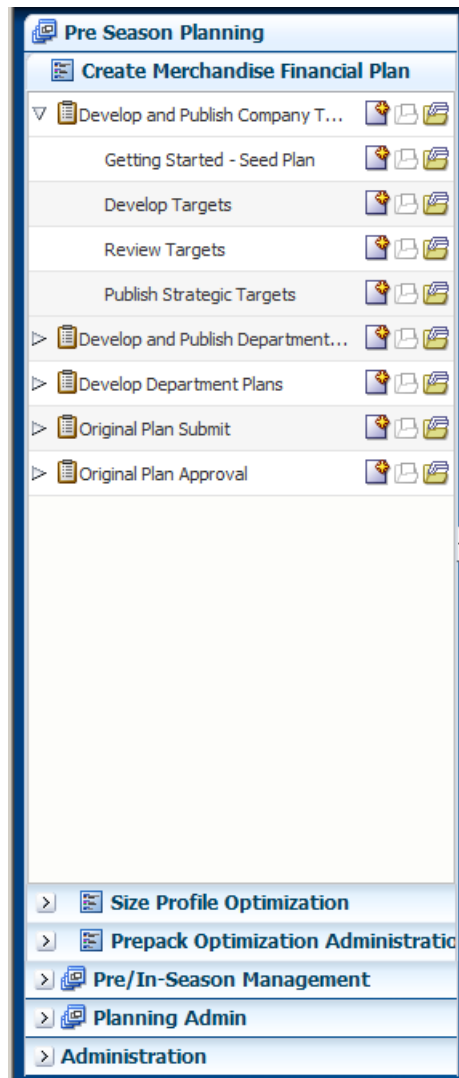 Pre Season Planning
Create Merchandise Financial Plan
Develop and Publish Company T...
Getting Started - Seed Plan
Develop Targets
Review Targets
Publish Strategic Targets
Develop and Publish Department...
Develop Department Plans
Original Plan Submit
Original Plan Approval
Size Profile Optimization
Prepack Optimization Administratio
Pre/In-Season Management
Planning Admin
Administration